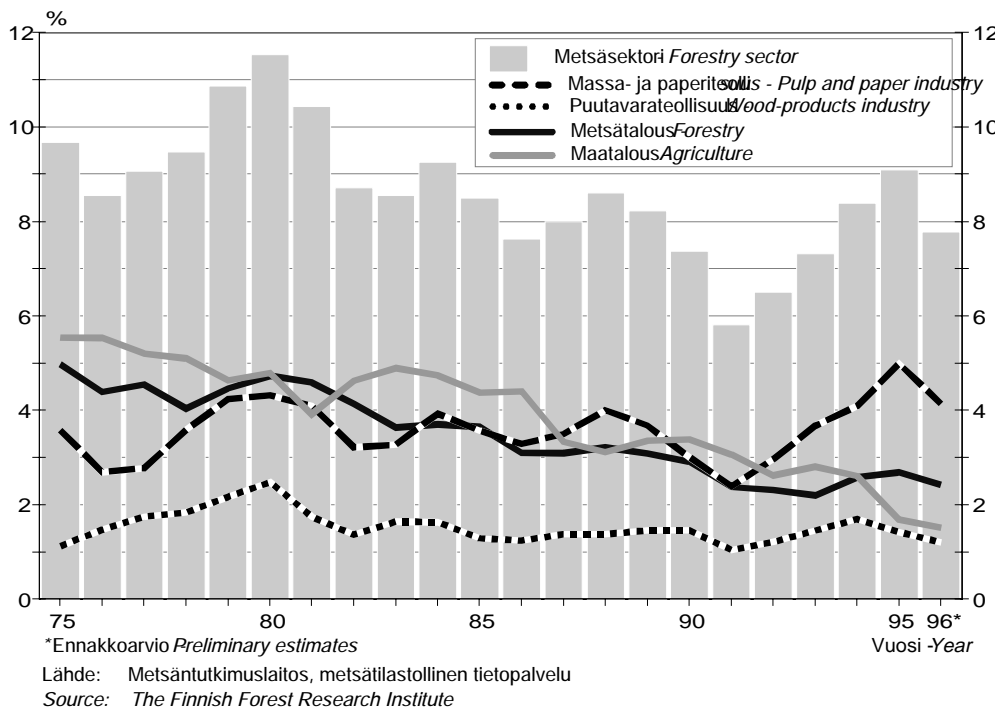 %
12 12
10 10
8 8
6 6
4 4
2 2
0 0
Metsäsektori- Forestry sector
Massa- ja paperiteollisuus - Pulp and paper industry
Puutavarateollisuus - Wood-products industry
Metsätalous-Forestry
Maatalous Agriculture
75 80 85 90 95 96*
*Ennakkoarvio Preliminary estimates Vuosi -Year
Lähde: Metsäntutkimuslaitos, metsätilastollinen tietopalvelu
Source: The Finnish Forest Research Institute